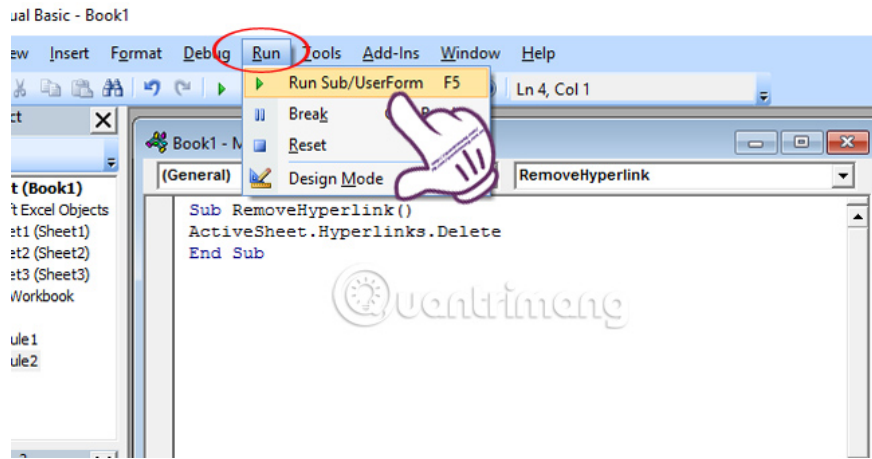 ual Basic - Book1
ew Insert Format Debug Run Tools Add-Ins Window Help
Run Sub/UserForm F5
Ln 4, Col 1
ct
Break
Book1 - M
Reset
(General)
RemoveHyperlink
Design Mode
t (Book1)
ft Excel Objects
et1 (Sheet1)
et2 (Sheet2)
et3 (Sheet3)
Workbook
ule1
ule2
Sub RemoveHyperlink()
ActiveSheet.Hyperlinks.Delete
End Sub
Quantrimang